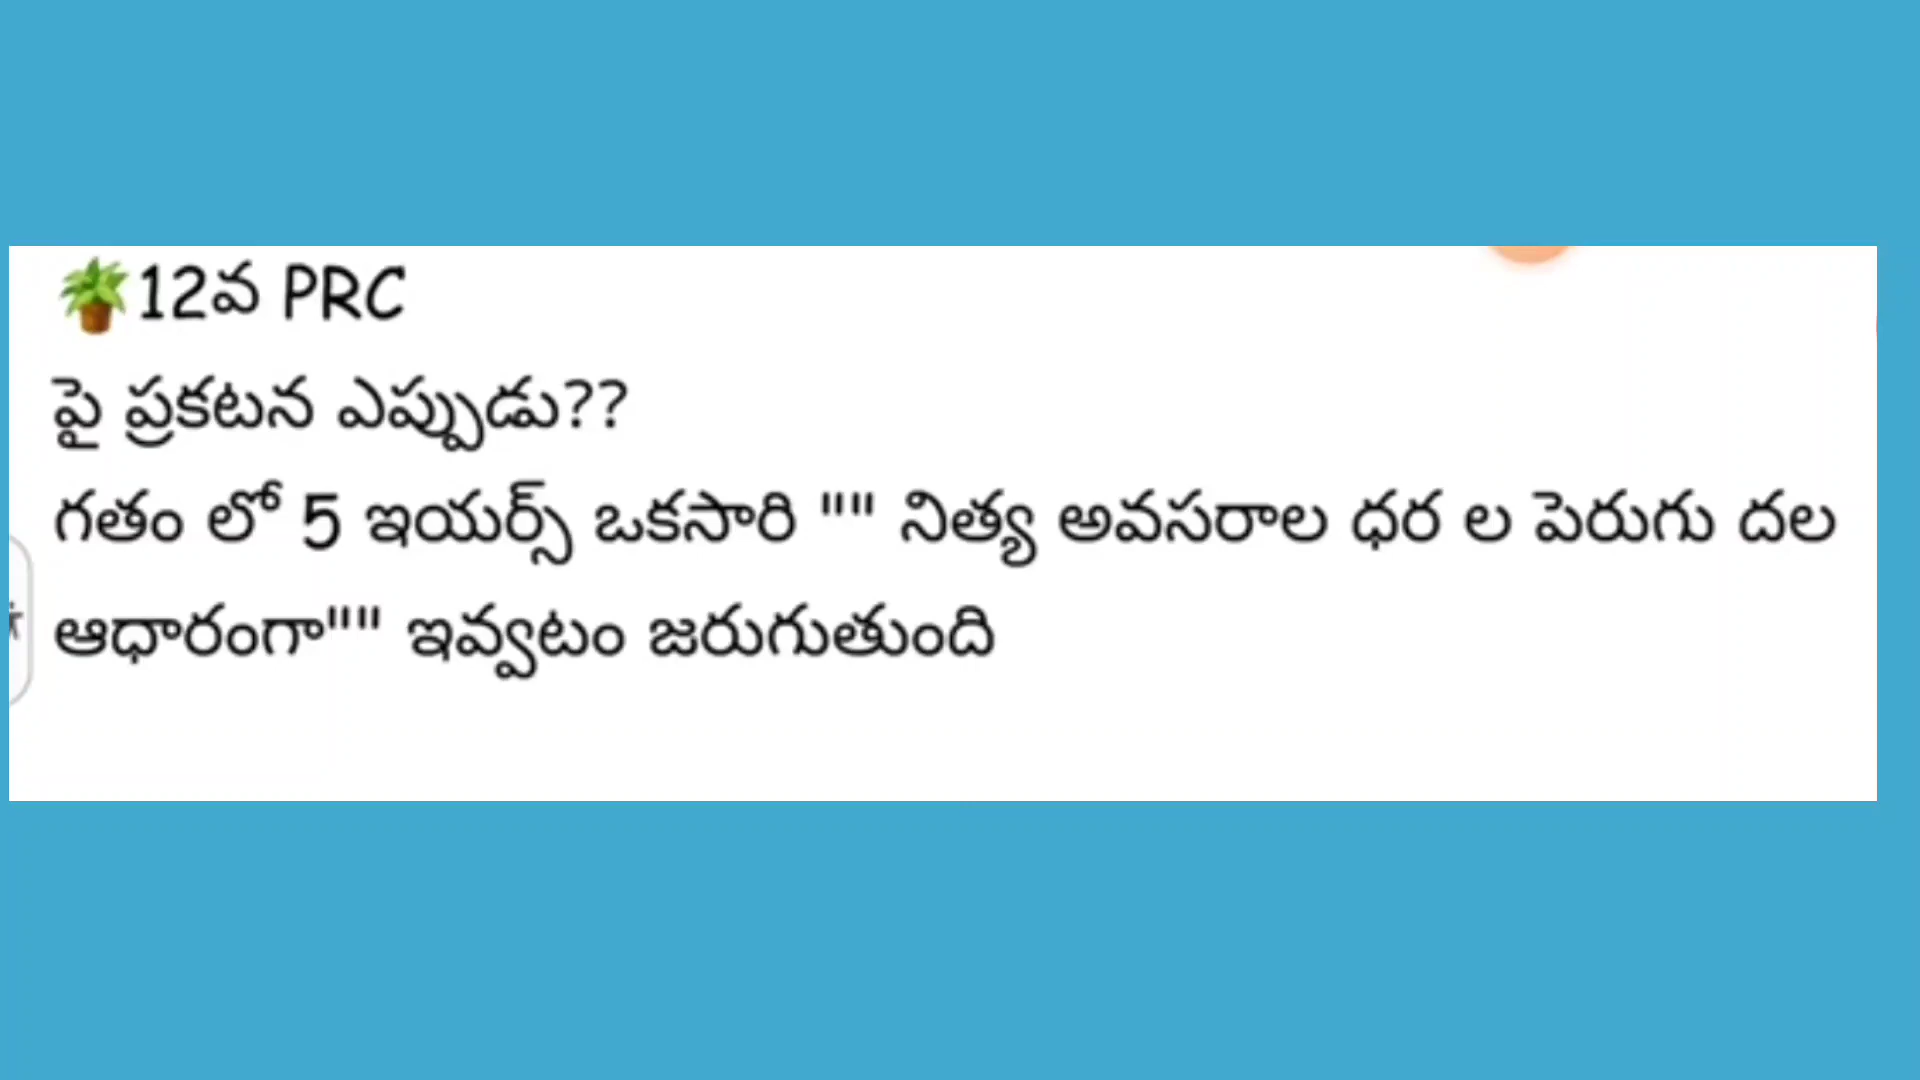 🪴12వ PRC
పై ప్రకటన ఎప్పుడు??
గతం లో 5 ఇయర్స్ ఒకసారి "" నిత్య అవసరాల ధర ల పెరుగు దల
ఆధారంగా"" ఇవ్వటం జరుగుతుంది